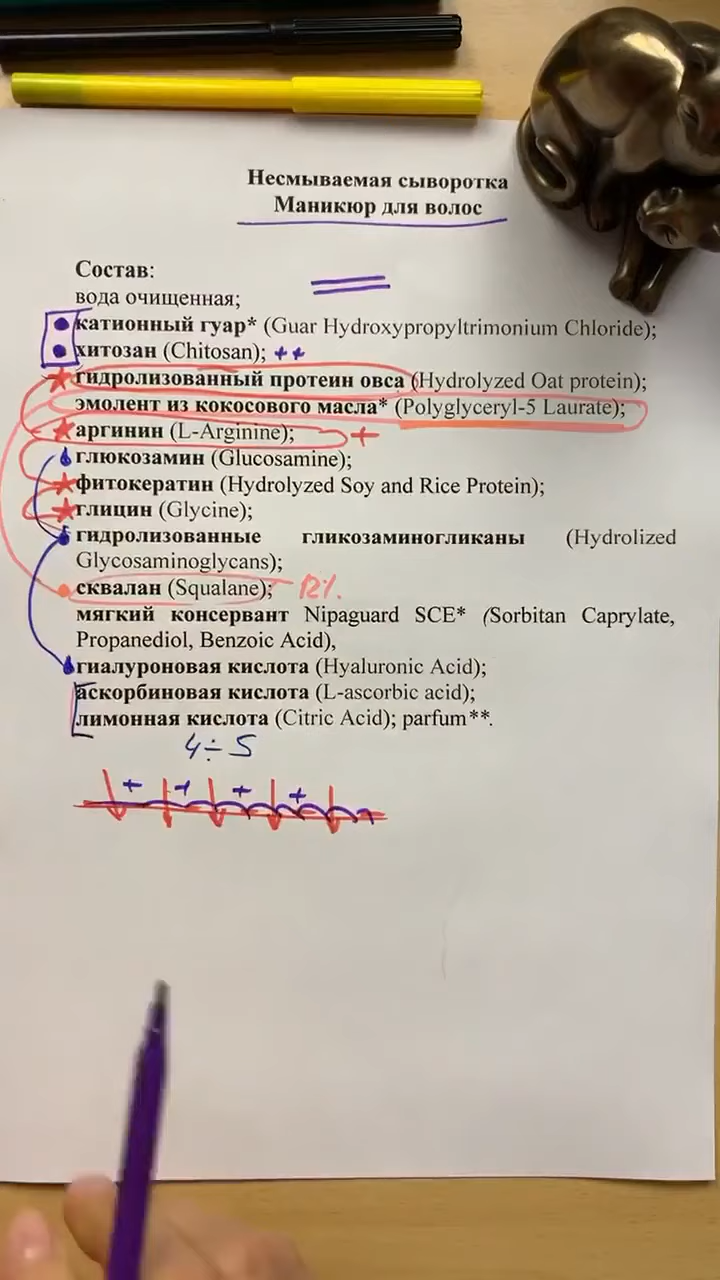 Несмываемая сыворотка
Маникюр для волос
Состав:
вода очищенная;
катионный гуар* (Guar Hydroxypropyltrimonium Chloride);
хитозан (Chitosan); ++
гидролизованный протеин овса (Hydrolyzed Oat protein);
эмолент из кокосового масла* (Polyglyceryl-5 Laurate);
аргинин (L-Arginine); +
глюкозамин (Glucosamine);
фитокератин (Hydrolyzed Soy and Rice Protein);
глицин (Glycine);
гидролизованные гликозаминогликаны (Hydrolized
Glycosaminoglycans);
сквалан (Squalane); 12%
мягкий консервант Nipaguard SCE* (Sorbitan Caprylate,
Propanediol, Benzoic Acid),
гиалуроновая кислота (Hyaluronic Acid);
аскорбиновая кислота (L-ascorbic acid);
лимонная кислота (Citric Acid); parfum**.
4÷5
+ + + +